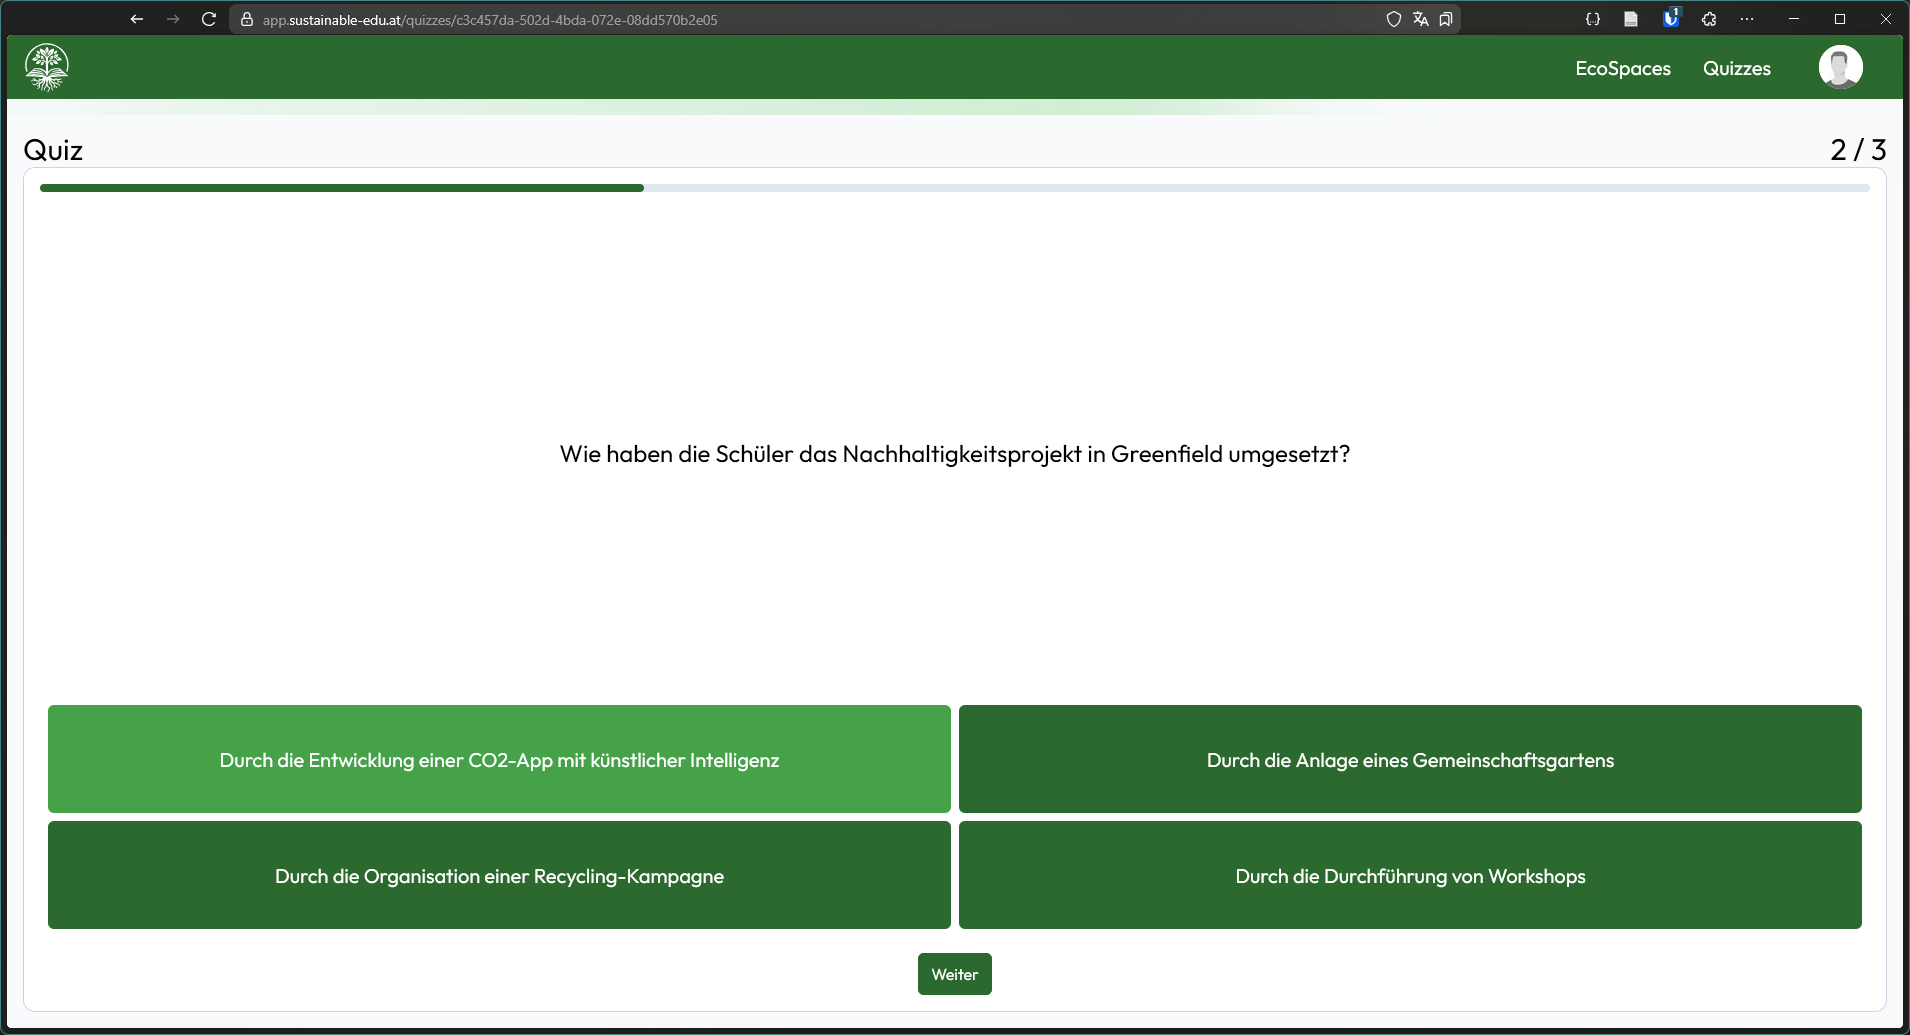 app.sustainable-edu.at/quizzes/c3c457da-502d-4bda-072e-08dd570b2e05
1
EcoSpaces
Quizzes
Quiz
2 / 3
Wie haben die Schüler das Nachhaltigkeitsprojekt in Greenfield umgesetzt?
Durch die Entwicklung einer CO2-App mit künstlicher Intelligenz
Durch die Anlage eines Gemeinschaftsgartens
Durch die Organisation einer Recycling-Kampagne
Durch die Durchführung von Workshops
Weiter